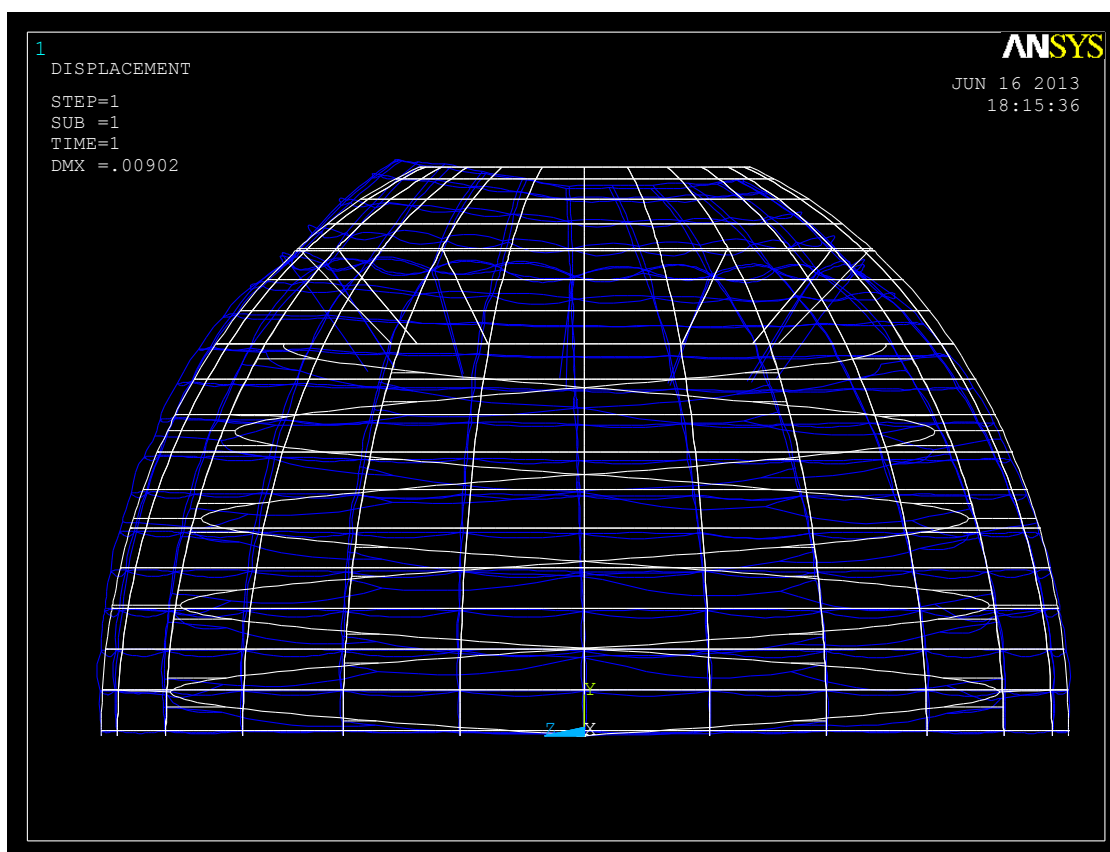 1
ANSYS
DISPLACEMENT
JUN 16 2013
18:15:36
STEP=1
SUB =1
TIME=1
DMX =.00902
Y
Z X